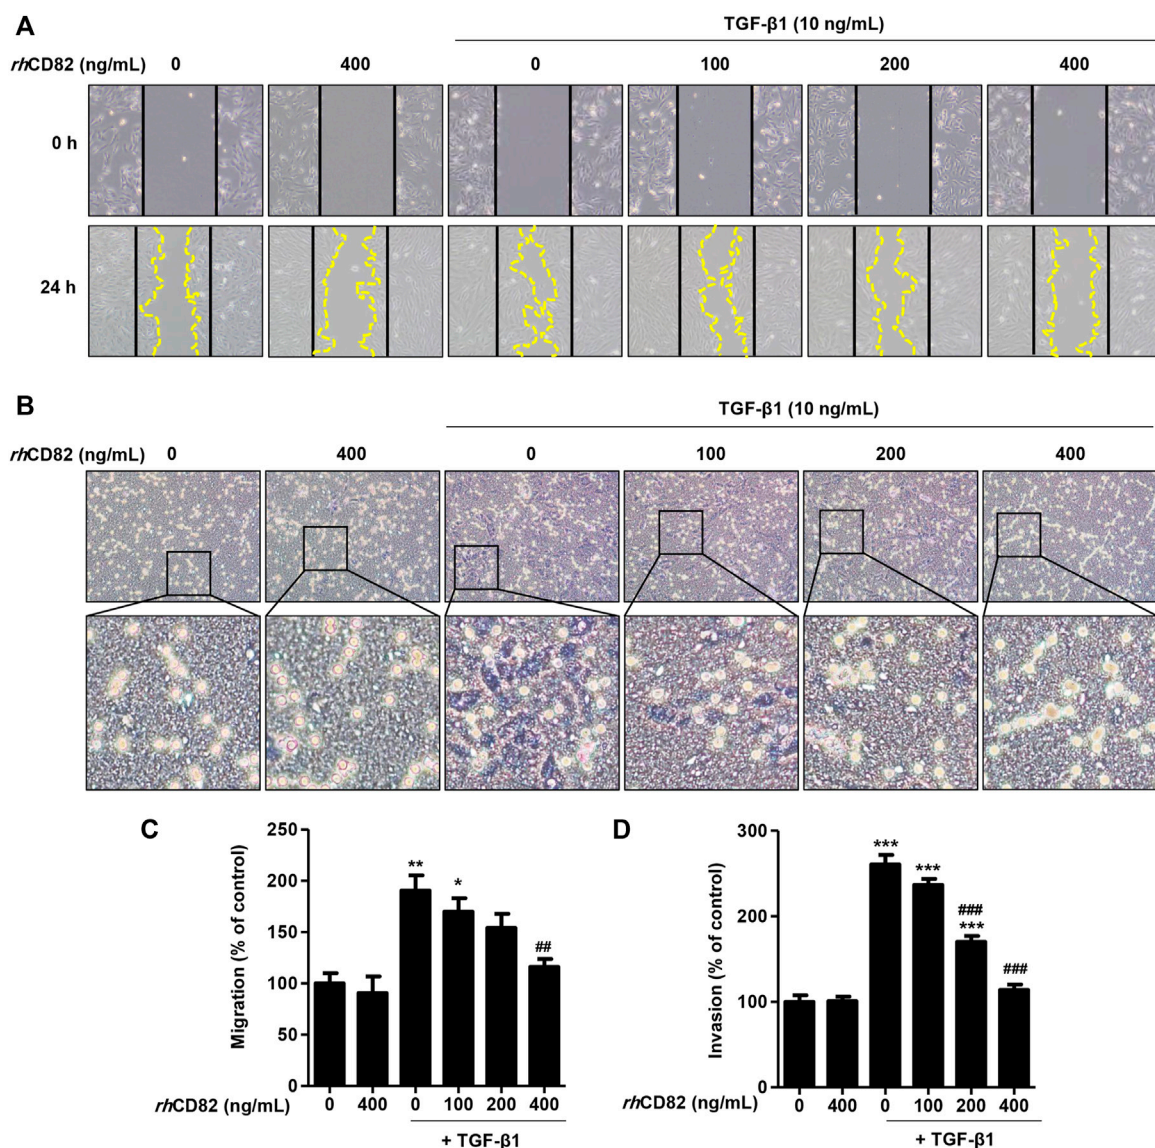 A
TGF-β1 (10 ng/mL)
rhCD82 (ng/mL) 0 400 0 100 200 400
0 h
24 h
B
TGF-β1 (10 ng/mL)
rhCD82 (ng/mL) 0 400 0 100 200 400
C
Migration (% of control)
250
200
150
100
50
0
** * ##
rhCD82 (ng/mL) 0 400 0 100 200 400
+ TGF-β1
D
Invasion (% of control)
300
200
100
0
*** *** ###
*** ###
rhCD82 (ng/mL) 0 400 0 100 200 400
+ TGF-β1